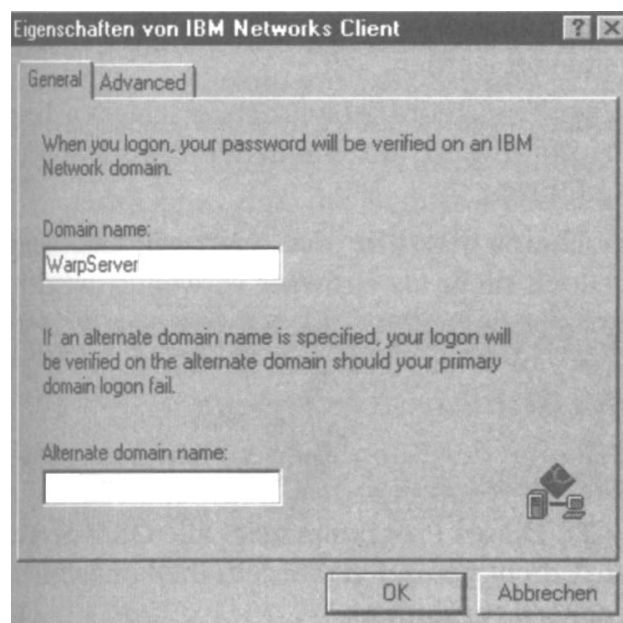 Eigenschaften von IBM Networks Client
General
Advanced
When you logon, your password will be verified on an IBM
Network domain.
Domain name:
WarpServer
If an alternate domain name is specified, your logon will
be verified on the alternate domain should your primary
domain logon fail.
Alternate domain name:
OK
Abbrechen